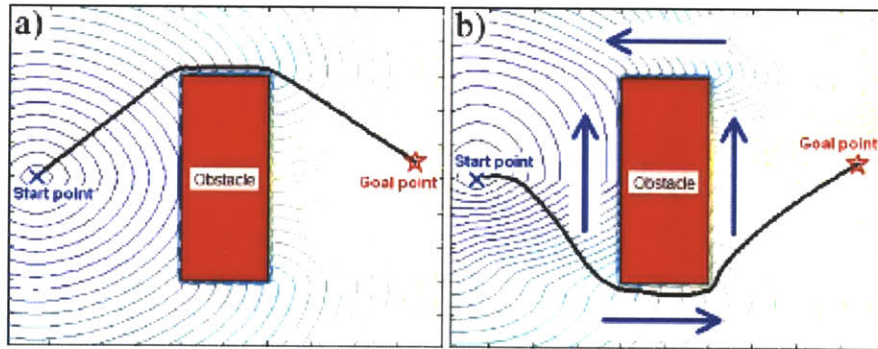 a)
Start point
Obstacle
Goal point
b)
Start point
Obstacle
Goal point